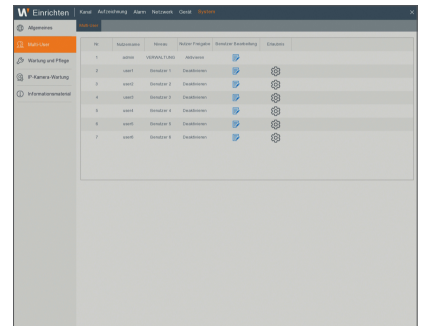 Einrichten
Kanal Aufzeichnung Alarm Netzwerk Gerät System
Allgemeines
Multi-User
Wartung und Pflege
IP-Kamera-Wartung
Informationsmaterial
Multi-User
Nr. Nutzername Niveau Nutzer Freigabe Benutzer Bearbeitung Erlaubnis
1 admin VERWALTUNG Aktivieren
2 user1 Benutzer 1 Deaktivieren
3 user2 Benutzer 2 Deaktivieren
4 user3 Benutzer 3 Deaktivieren
5 user4 Benutzer 4 Deaktivieren
6 user5 Benutzer 5 Deaktivieren
7 user6 Benutzer 6 Deaktivieren